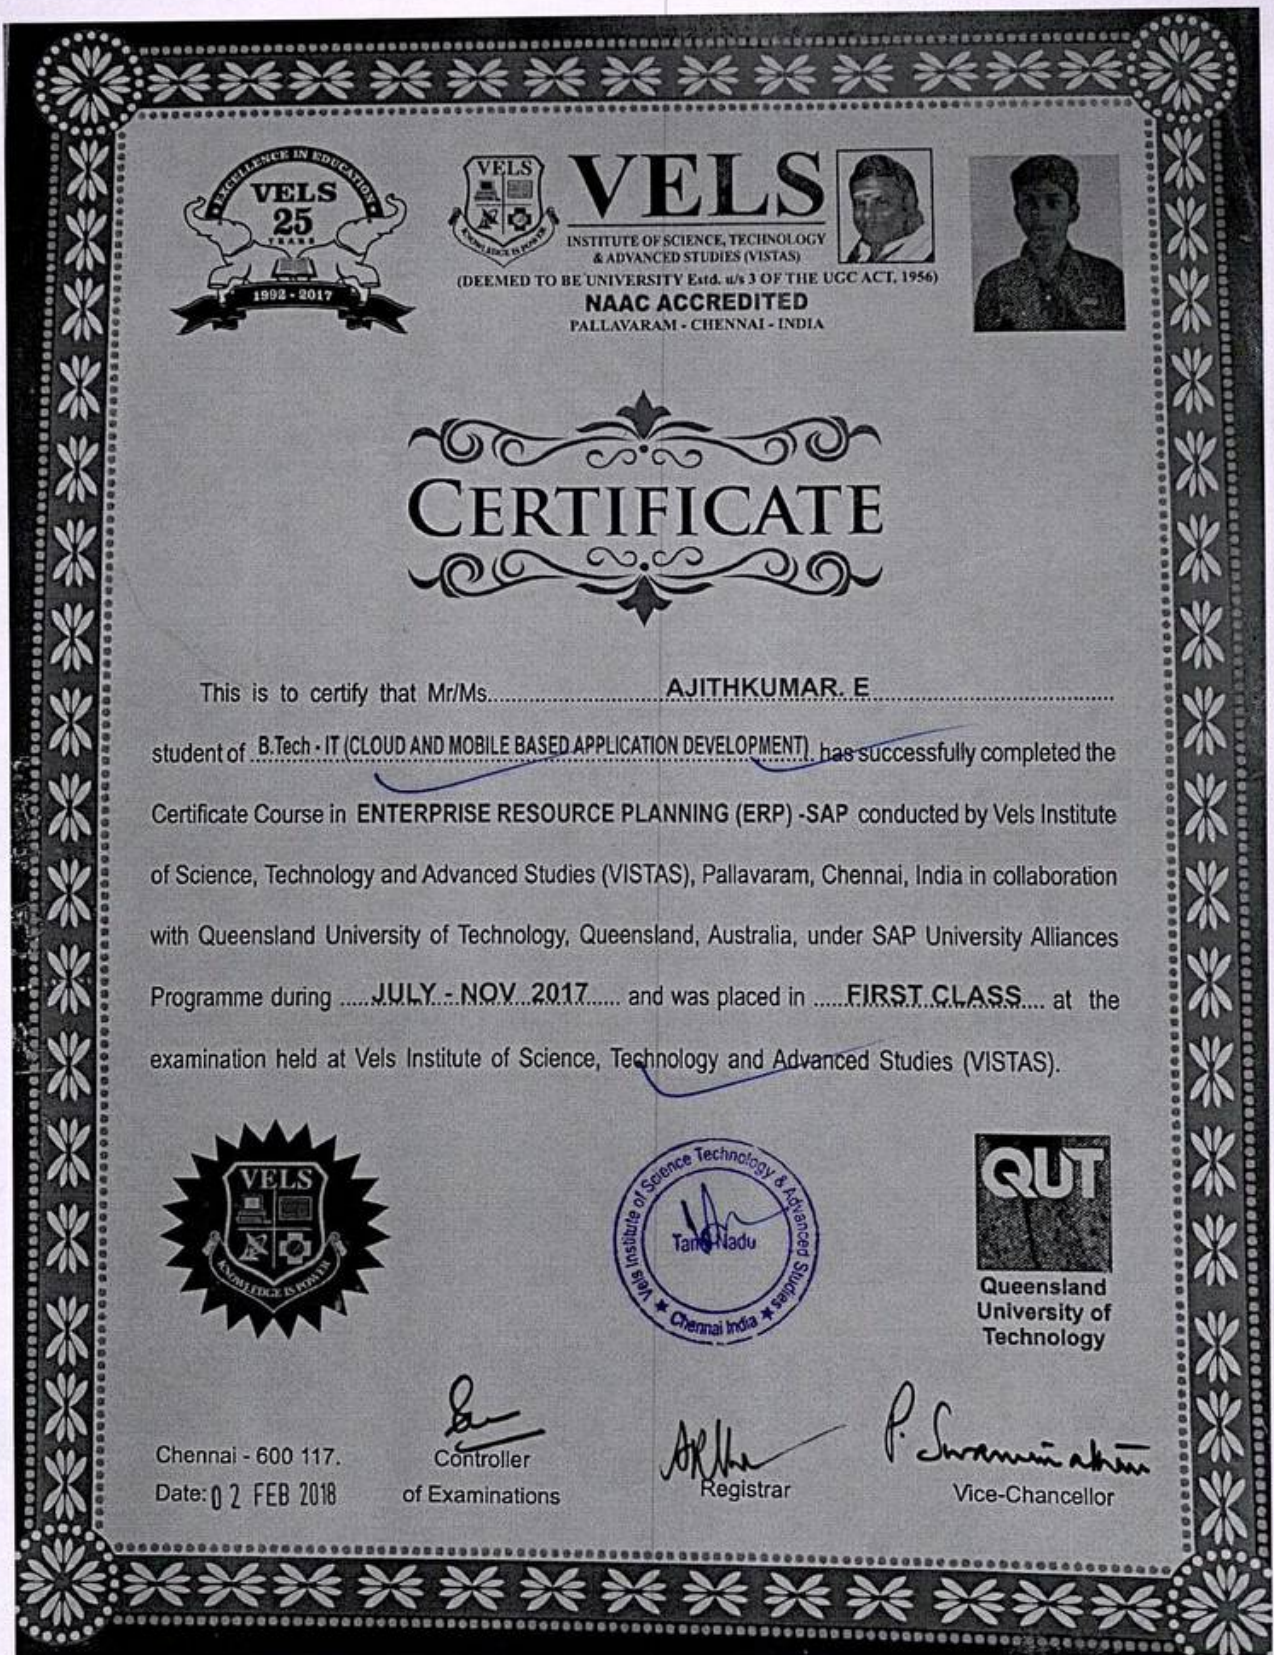 EXCELLENCE IN EDUCATION
VELS
25
YEARS
1992 - 2017
VELS
KNOWLEDGE IS POWER
VELS
INSTITUTE OF SCIENCE, TECHNOLOGY
& ADVANCED STUDIES (VISTAS)
(DEEMED TO BE UNIVERSITY Estd. u/s 3 OF THE UGC ACT, 1956)
NAAC ACCREDITED
PALLAVARAM - CHENNAI - INDIA
CERTIFICATE
This is to certify that Mr/Ms. AJITHKUMAR. E
student of B.Tech - IT (CLOUD AND MOBILE BASED APPLICATION DEVELOPMENT) has successfully completed the
Certificate Course in ENTERPRISE RESOURCE PLANNING (ERP) -SAP conducted by Vels Institute
of Science, Technology and Advanced Studies (VISTAS), Pallavaram, Chennai, India in collaboration
with Queensland University of Technology, Queensland, Australia, under SAP University Alliances
Programme during JULY - NOV 2017 and was placed in FIRST CLASS at the
examination held at Vels Institute of Science, Technology and Advanced Studies (VISTAS).
VELS
KNOWLEDGE IS POWER
Vels Institute of Science Technology & Advanced Studies
Tamil Nadu
★ Chennai India ★
QUT
Queensland
University of
Technology
P. Swaminathan
Chennai - 600 117.
Date: 02 FEB 2018
Controller
of Examinations
Registrar
Vice-Chancellor